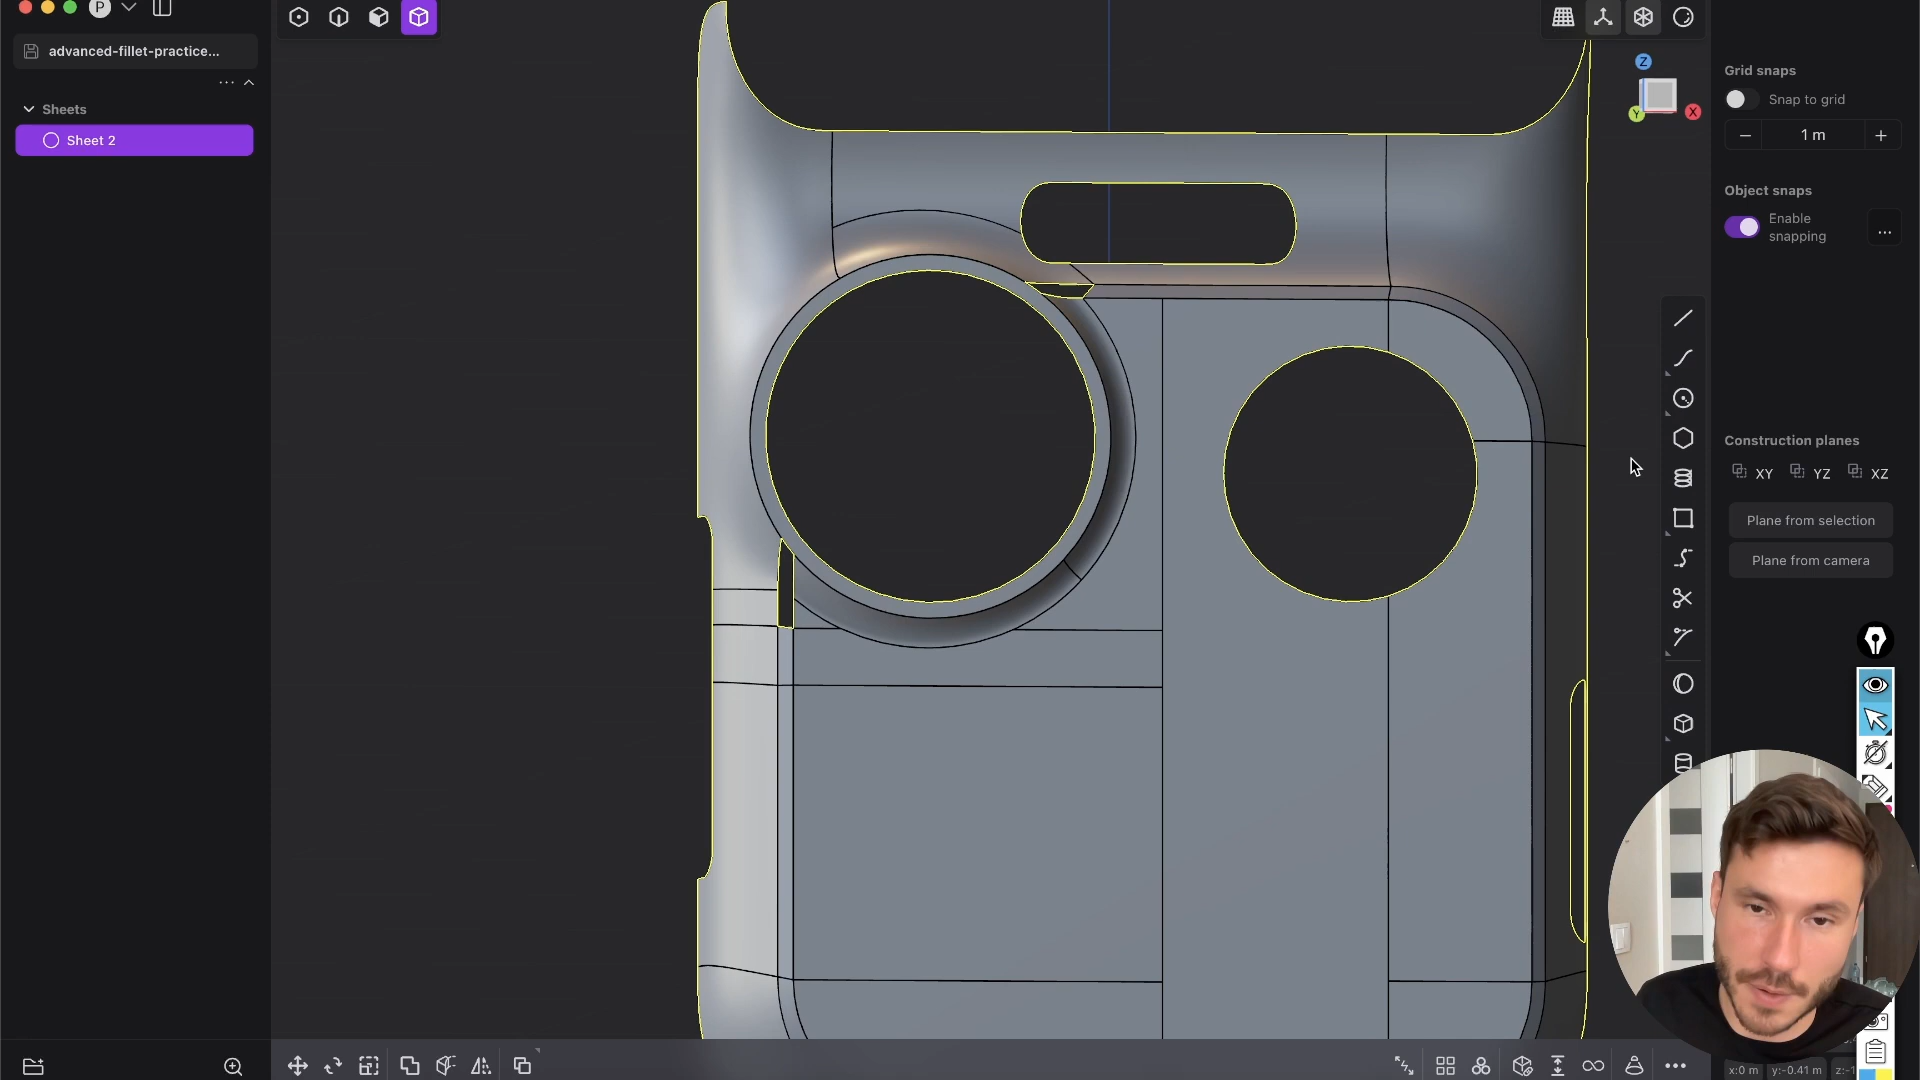 P
advanced-fillet-practice...
Sheets
Sheet 2
Z
Y
X
Grid snaps
Snap to grid
1 m
Object snaps
Enable
snapping
...
Construction planes
XY
YZ
XZ
Plane from selection
Plane from camera
x:0 m
y:-0.41 m
z:-1